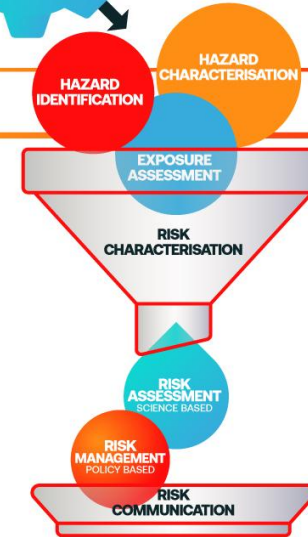 HAZARD
IDENTIFICATION
HAZARD
CHARACTERISATION
EXPOSURE
ASSESSMENT
RISK
CHARACTERISATION
RISK
ASSESSMENT
SCIENCE BASED
RISK
MANAGEMENT
POLICY BASED
RISK
COMMUNICATION